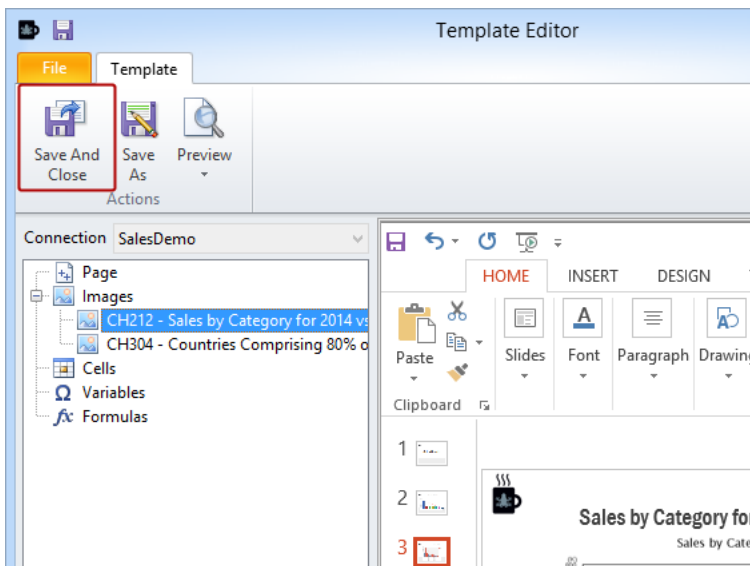 Template Editor
File
Template
Save And
Close
Save
As
Preview
Actions
Connection
SalesDemo
Page
Images
CH212 - Sales by Category for 2014 vs
CH304 - Countries Comprising 80% o
Cells
Variables
Formulas
HOME
INSERT
DESIGN
Paste
Slides
Font
Paragraph
Drawing
Clipboard
1
2
3
Sales by Category fo
Sales by Cate